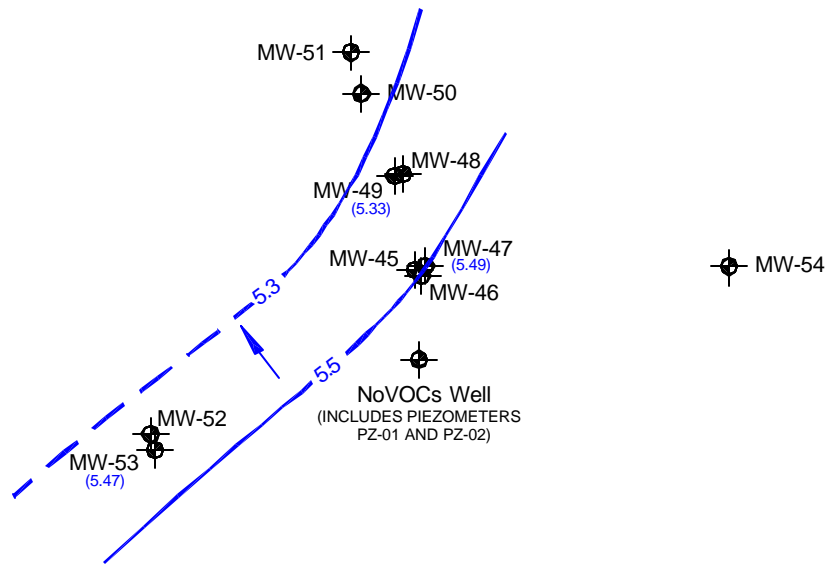 MW-51
MW-50
MW-48
MW-49
(5.33)
MW-47
MW-45
(5.49)
MW-54
MW-46
5.3
5.5
NoVOCs Well
(INCLUDES PIEZOMETERS
PZ-01 AND PZ-02)
MW-52
MW-53
(5.47)